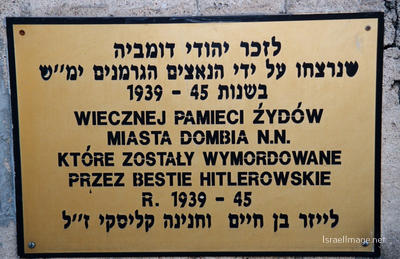 לזכר יהודי דומביה
שנרצחו על ידי הנאצים הגרמנים ימ״ש
בשנות 45 - 1939
WIECZNEJ PAMIECI ŻYDÓW
MIASTA DOMBIA N.N.
KTÓRE ZOSTAŁY WYMORDOWANE
PRZEZ BESTIE HITLEROWSKIE
R. 1939 - 45
לייזר בן חיים וחנינה קליסקי ז״ל
IsraelImage.net